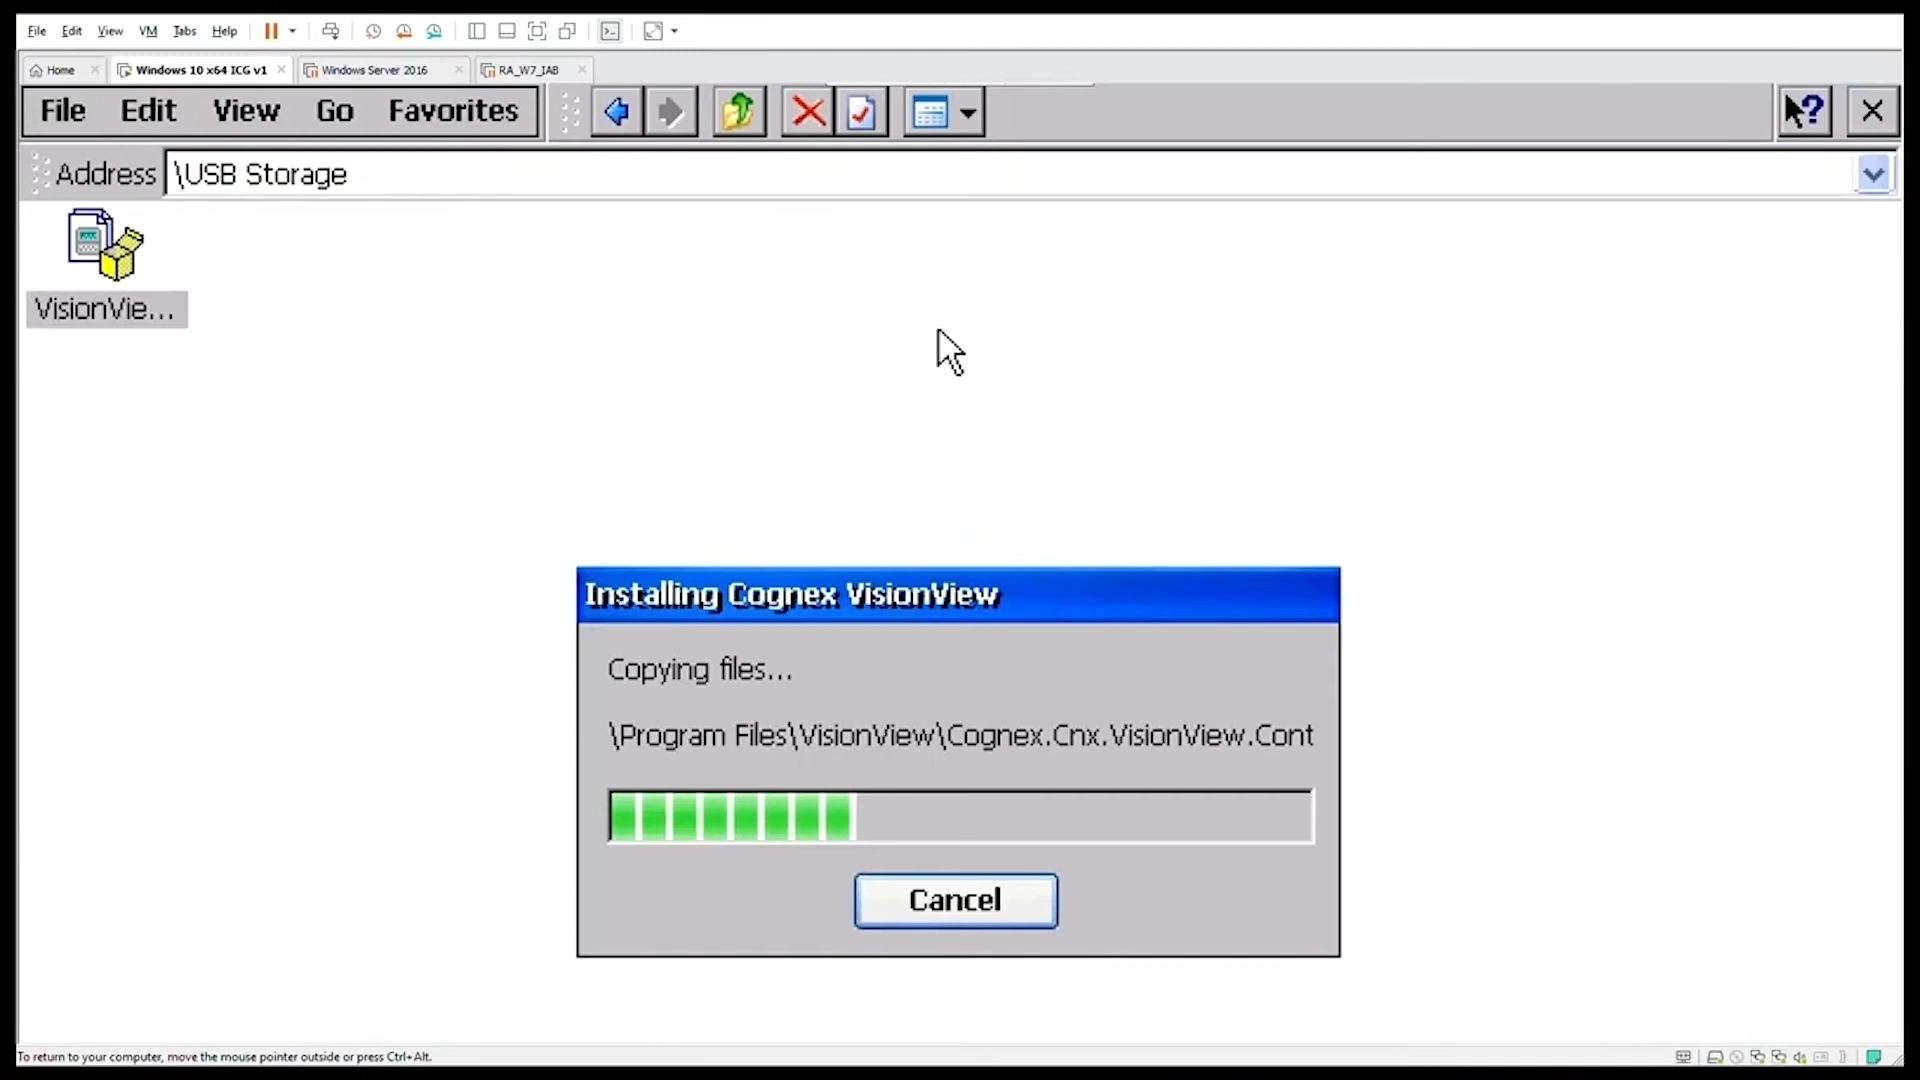 File Edit View VM Tabs Help
Home Windows 10 x64 ICG v1 Windows Server 2016 RA_W7_IAB
File Edit View Go Favorites
Address \USB Storage
VisionVie...
Installing Cognex VisionView
Copying files...
\Program Files\VisionView\Cognex.Cnx.VisionView.Cont
Cancel
To return to your computer, move the mouse pointer outside or press Ctrl+Alt.